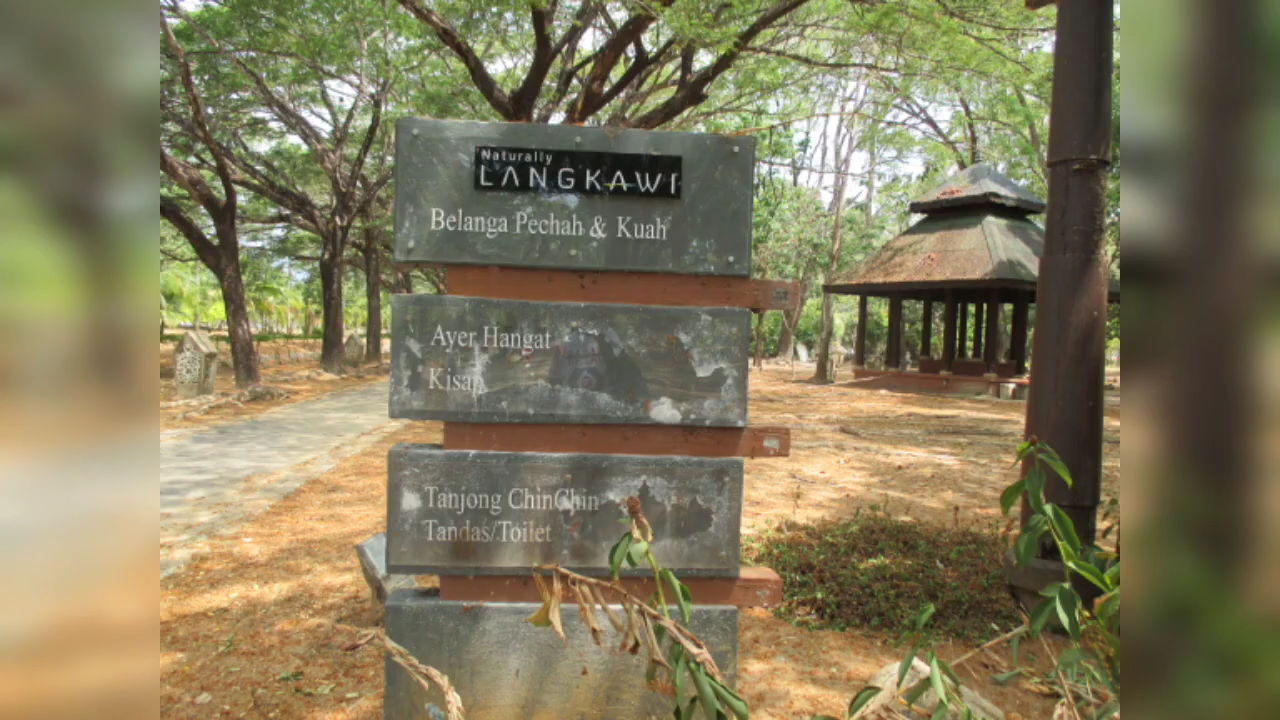 Naturally
LANGKAWI
Belanga Pechah & Kuah
Ayer Hangat
Kisap
Tanjong ChinChin
Tandas/Toilet